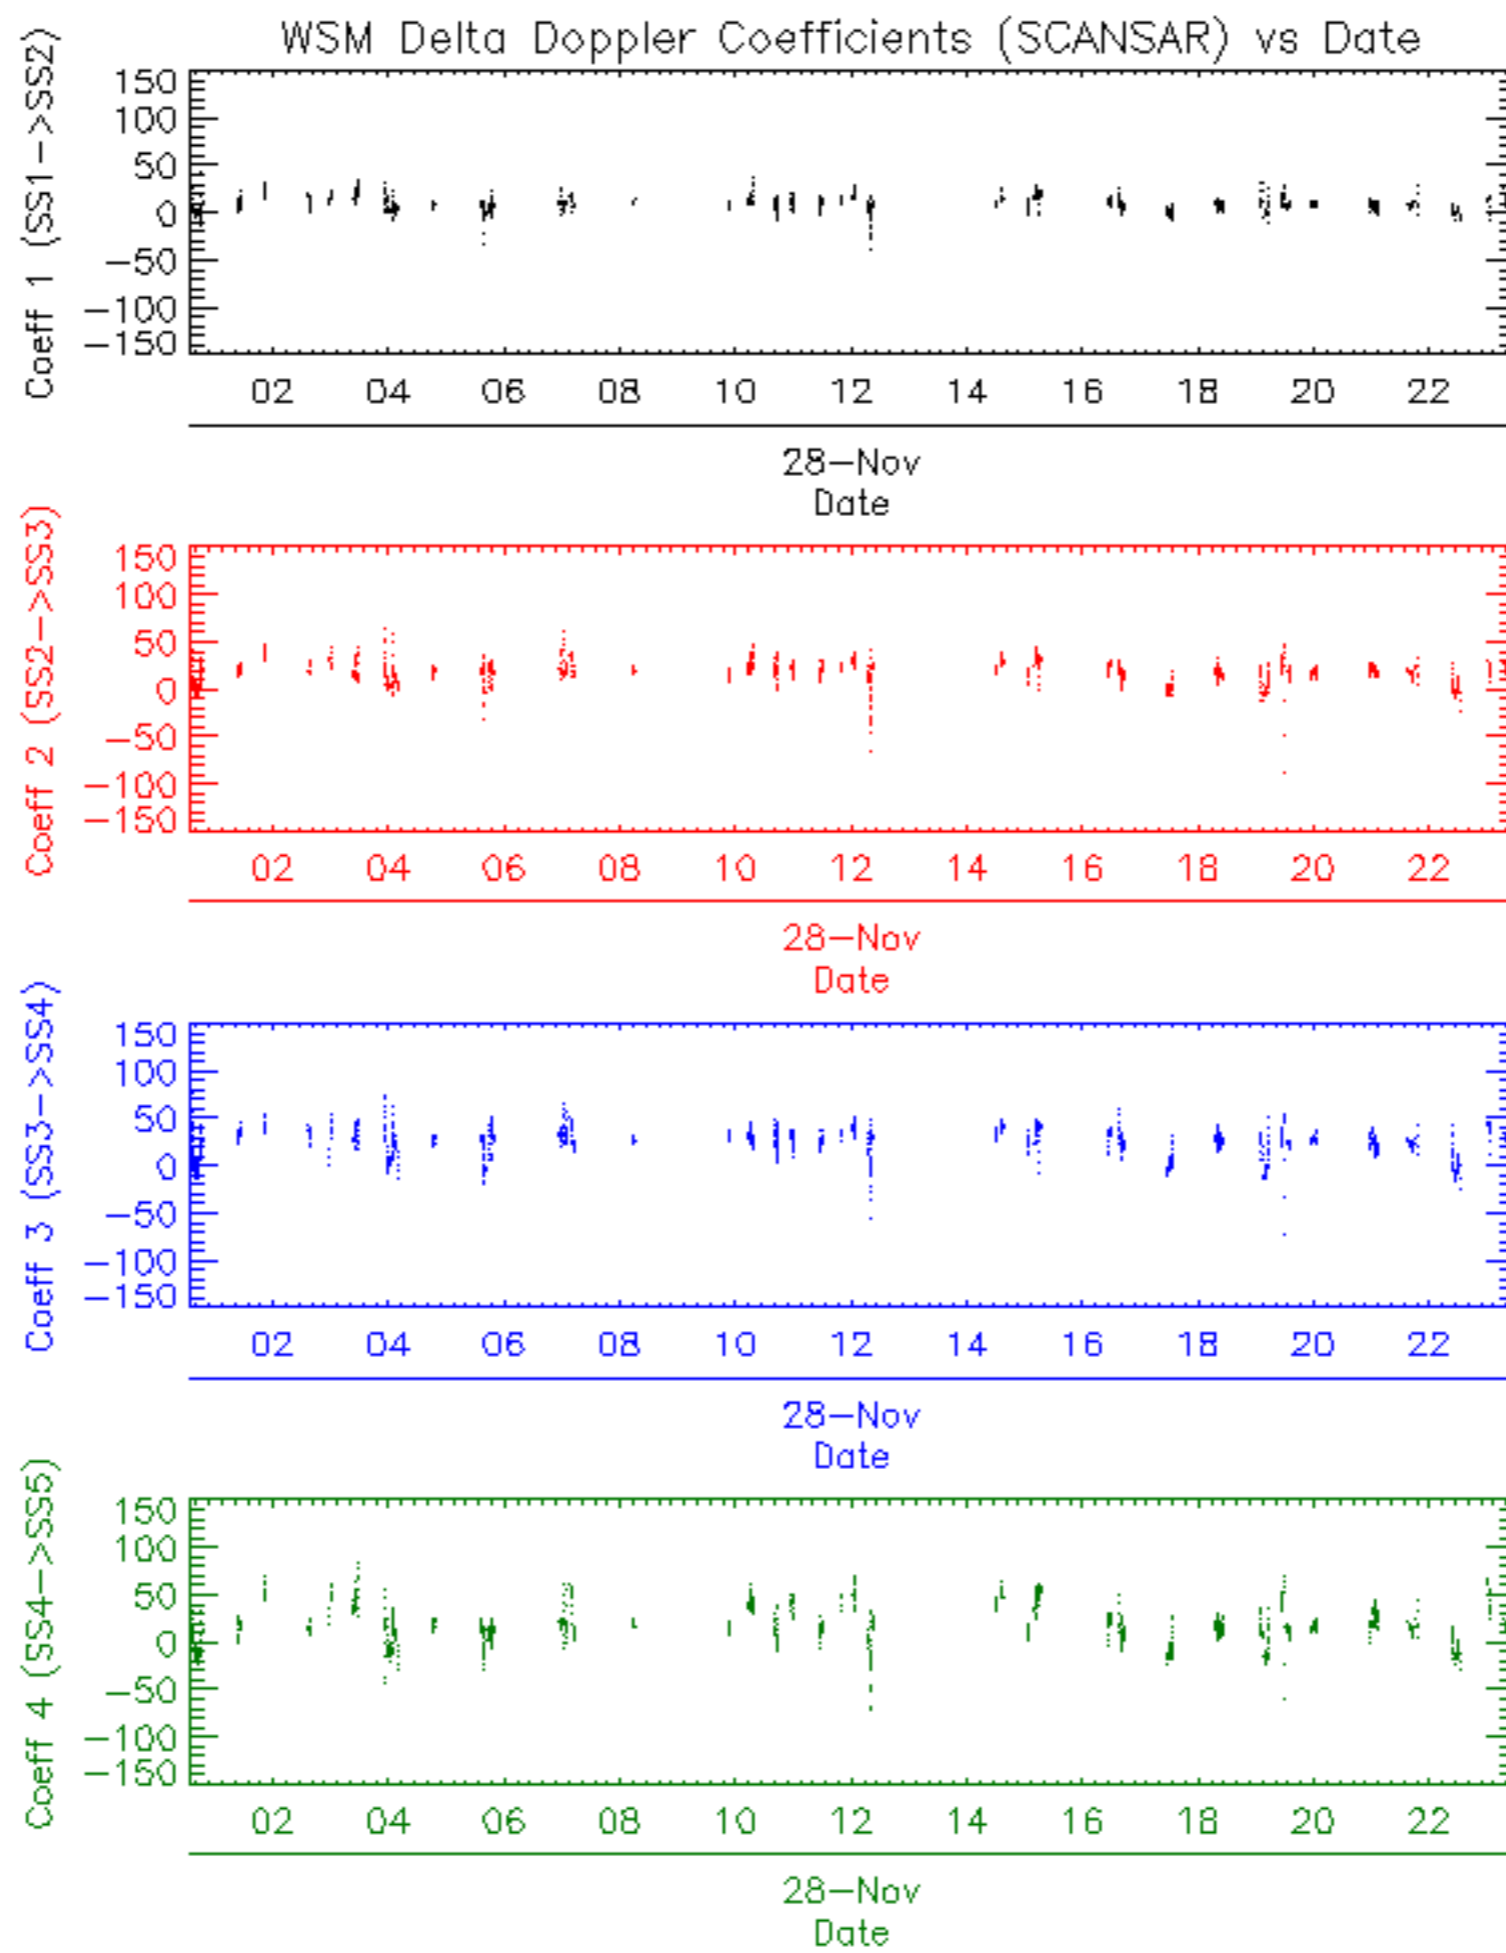 WSM Delta Doppler Coefficients (SCANSAR) vs Date
Coeff 1 (SS1->SS2)
150
100
50
0
-50
-100
-150
02 04 06 08 10 12 14 16 18 20 22
28-Nov
Date
Coeff 2 (SS2->SS3)
150
100
50
0
-50
-100
-150
02 04 06 08 10 12 14 16 18 20 22
28-Nov
Date
Coeff 3 (SS3->SS4)
150
100
50
0
-50
-100
-150
02 04 06 08 10 12 14 16 18 20 22
28-Nov
Date
Coeff 4 (SS4->SS5)
150
100
50
0
-50
-100
-150
02 04 06 08 10 12 14 16 18 20 22
28-Nov
Date